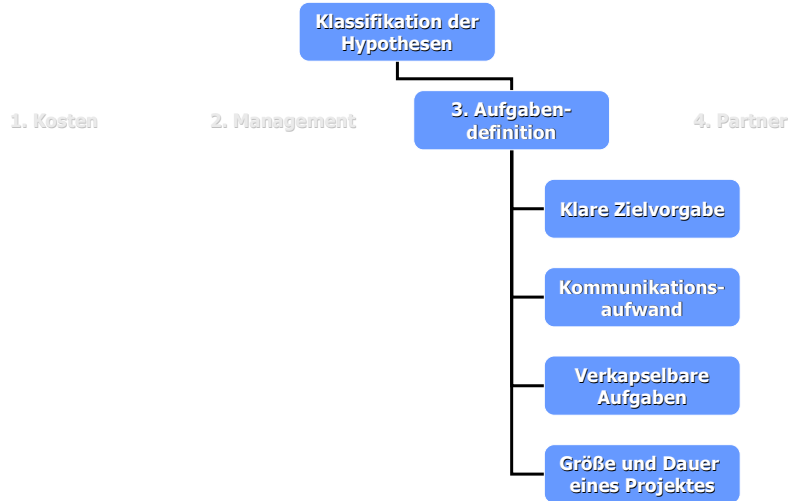 Klassifikation der
Hypothesen
1. Kosten
2. Management
3. Aufgaben-
definition
4. Partner
Klare Zielvorgabe
Kommunikations-
aufwand
Verkapselbare
Aufgaben
Größe und Dauer
eines Projektes